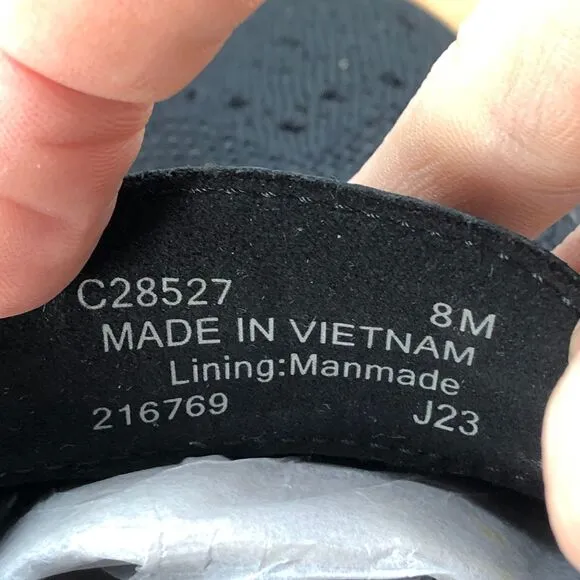 C28527 8M
MADE IN VIETNAM
Lining:Manmade
216769 J23